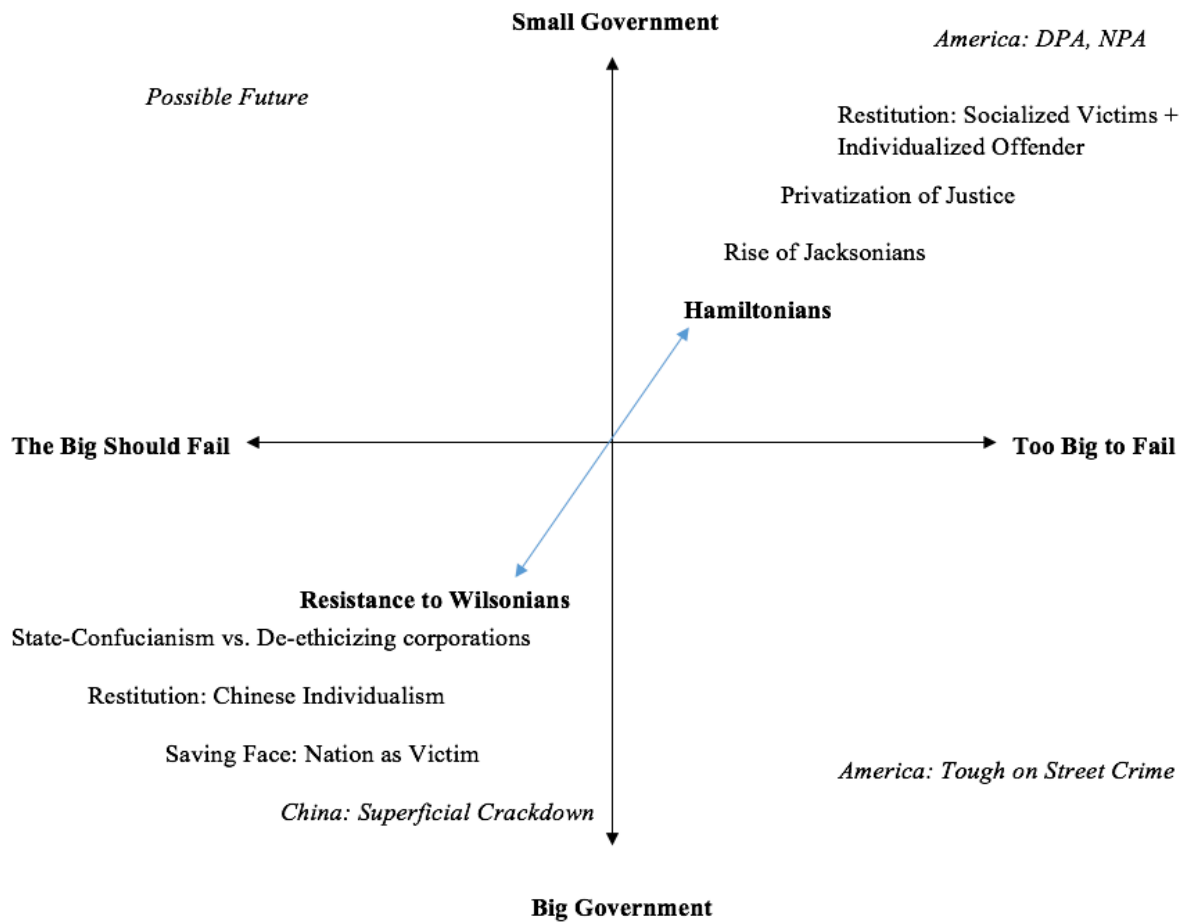 Small Government
America: DPA, NPA
Possible Future
Restitution: Socialized Victims +
Individualized Offender
Privatization of Justice
Rise of Jacksonians
Hamiltonians
The Big Should Fail
Too Big to Fail
Resistance to Wilsonians
State-Confucianism vs. De-ethicizing corporations
Restitution: Chinese Individualism
Saving Face: Nation as Victim
America: Tough on Street Crime
China: Superficial Crackdown
Big Government